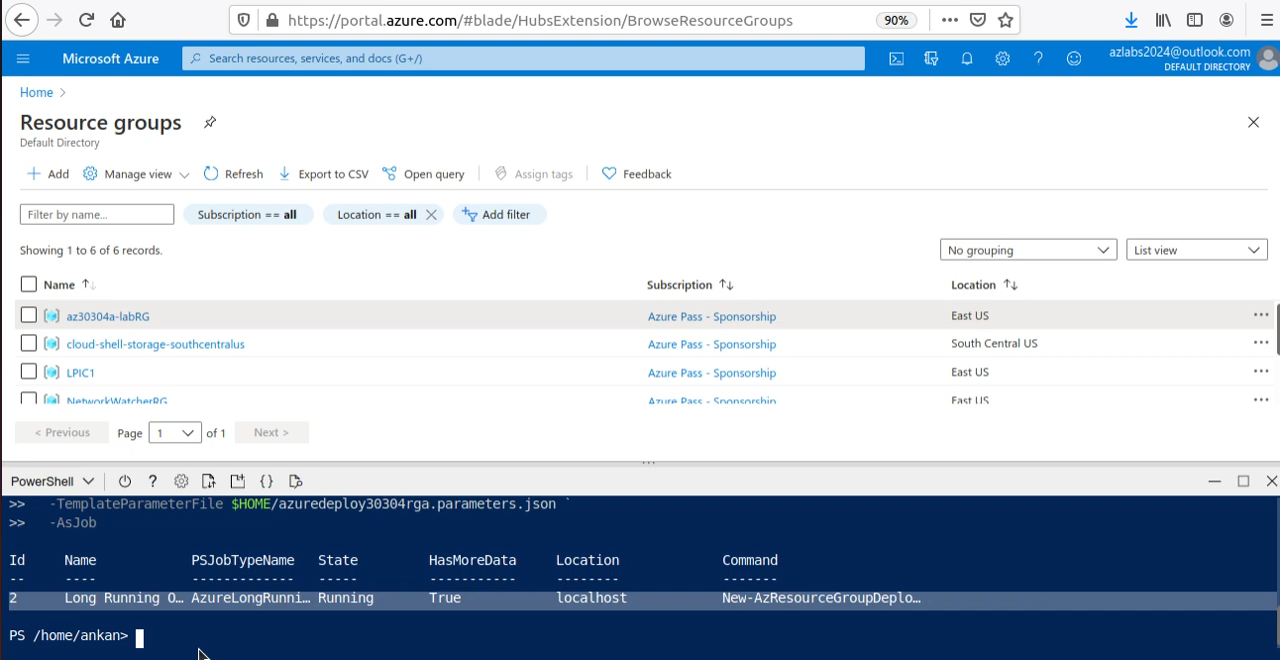 https://portal.azure.com/#blade/HubsExtension/BrowseResourceGroups 90%
Microsoft Azure Search resources, services, and docs (G+/) azlabs2024@outlook.com
DEFAULT DIRECTORY
Home >
Resource groups
Default Directory
Add Manage view Refresh Export to CSV Open query Assign tags Feedback
Filter by name... Subscription == all Location == all Add filter
Showing 1 to 6 of 6 records. No grouping List view
Name Subscription Location
az30304a-labRG Azure Pass - Sponsorship East US
cloud-shell-storage-southcentralus Azure Pass - Sponsorship South Central US
LPIC1 Azure Pass - Sponsorship East US
NetworkWatcherRG Azure Pass - Sponsorship East US
< Previous Page 1 of 1 Next >
PowerShell
>> -TemplateParameterFile $HOME/azuredeploy30304rga.parameters.json `
>> -AsJob
Id Name PSJobTypeName State HasMoreData Location Command
-- ---- ------------- ----- ----------- -------- -------
2 Long Running O… AzureLongRunni… Running True localhost New-AzResourceGroupDeplo…
PS /home/ankan>